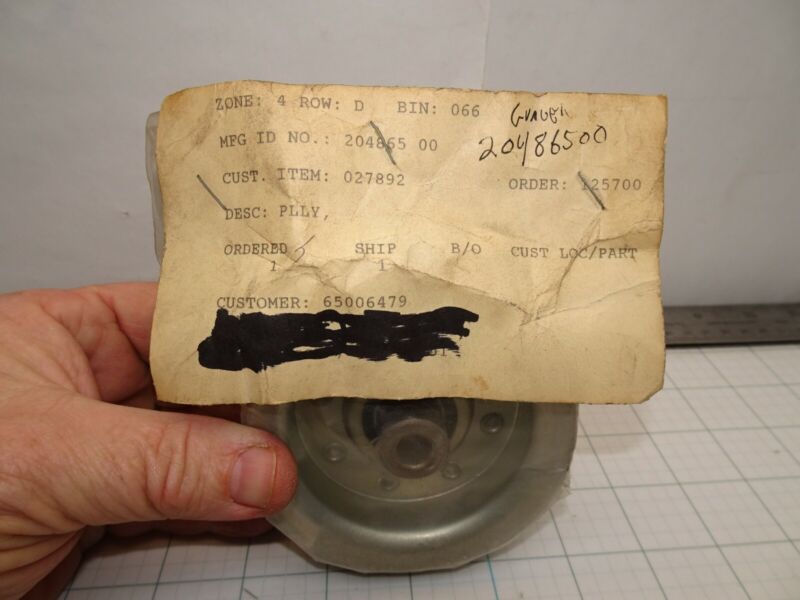 ZONE: 4 ROW: D BIN: 066
MFG ID NO.: 204865 00
20486500
CUST. ITEM: 027892 ORDER: 125700
DESC: PLLY,
ORDERED SHIP B/O CUST LOC/PART
1 1
CUSTOMER: 65006479